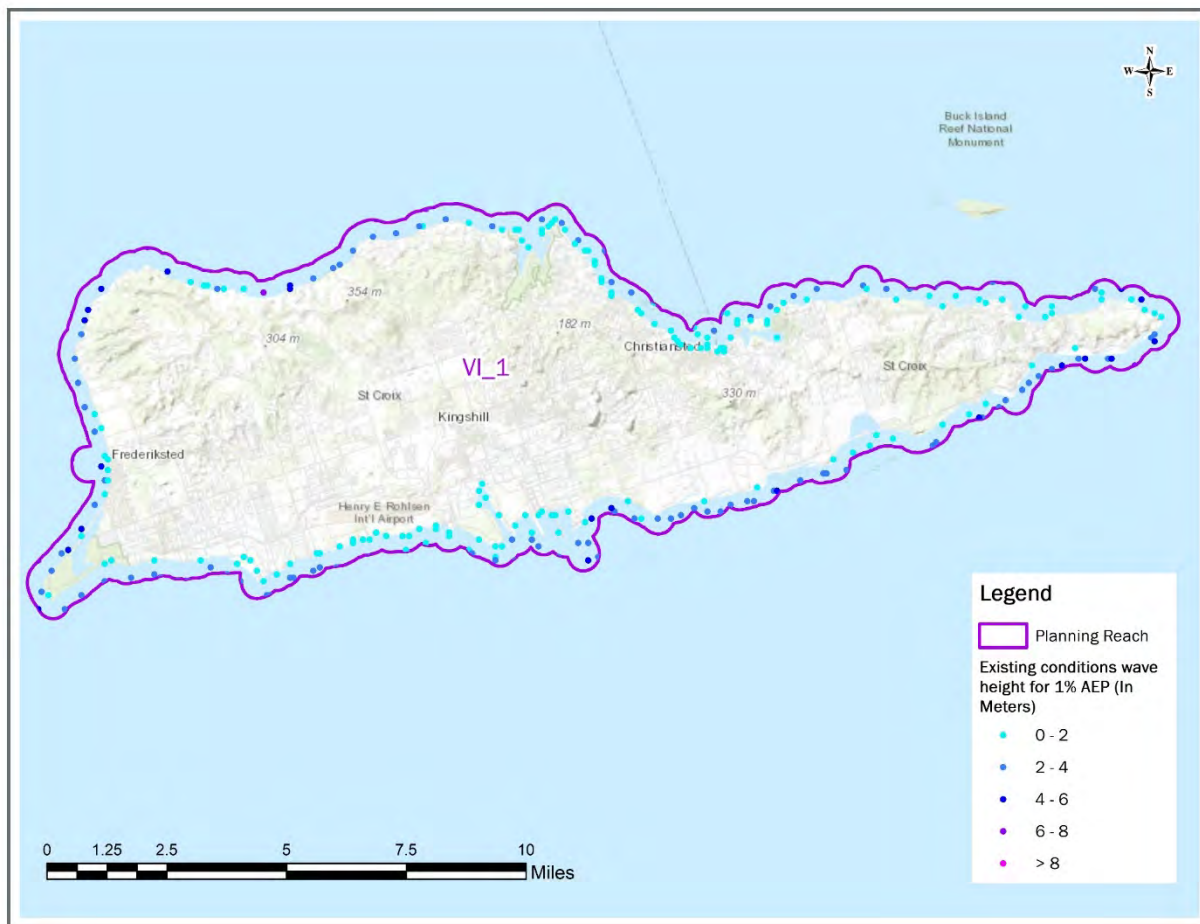 N
W E
S
Buck Island
Reef National
Monument
354 m
304 m
182 m
Christiansted
VI_1
St Croix
St Croix
330 m
Kingshill
Frederiksted
Henry E Rohlsen
Int'l Airport
Legend
Planning Reach
Existing conditions wave
height for 1% AEP (In
Meters)
0 - 2
2 - 4
4 - 6
6 - 8
> 8
0 1.25 2.5 5 7.5 10
Miles